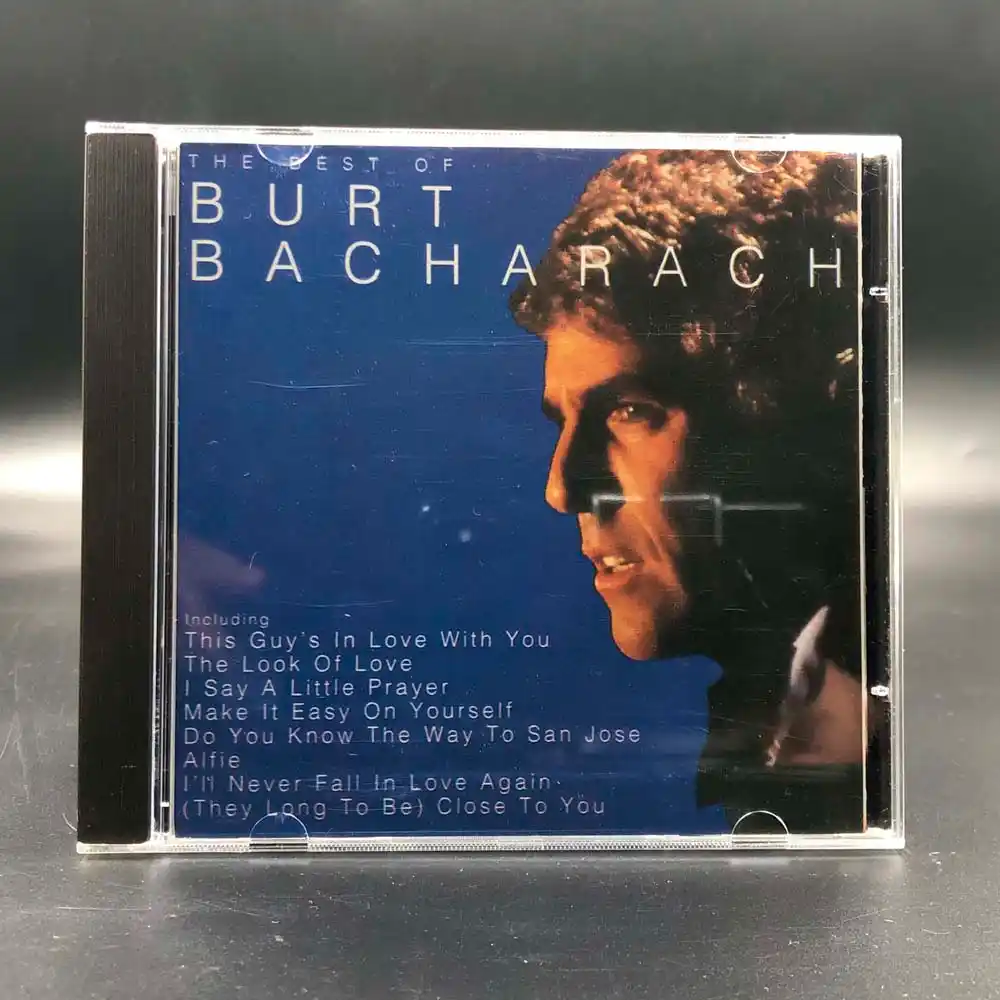 THE BEST OF
BURT
BACHARACH
Including
This Guy's In Love With You
The Look Of Love
I Say A Little Prayer
Make It Easy On Yourself
Do You Know The Way To San Jose
Alfie
I'll Never Fall In Love Again
(They Long To Be) Close To You